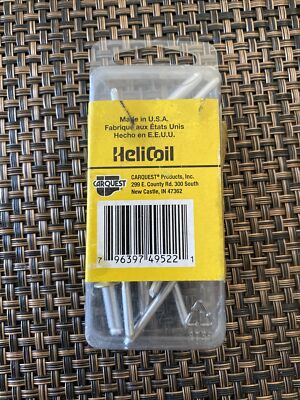 Made in U.S.A.
Fabriqué aux États Unis
Hecho en E.E.U.U.
HeliCoil
CARQUEST
CARQUEST® Products, Inc.
299 E. County Rd. 300 South
New Castle, IN 47362
7 96397 49522 1